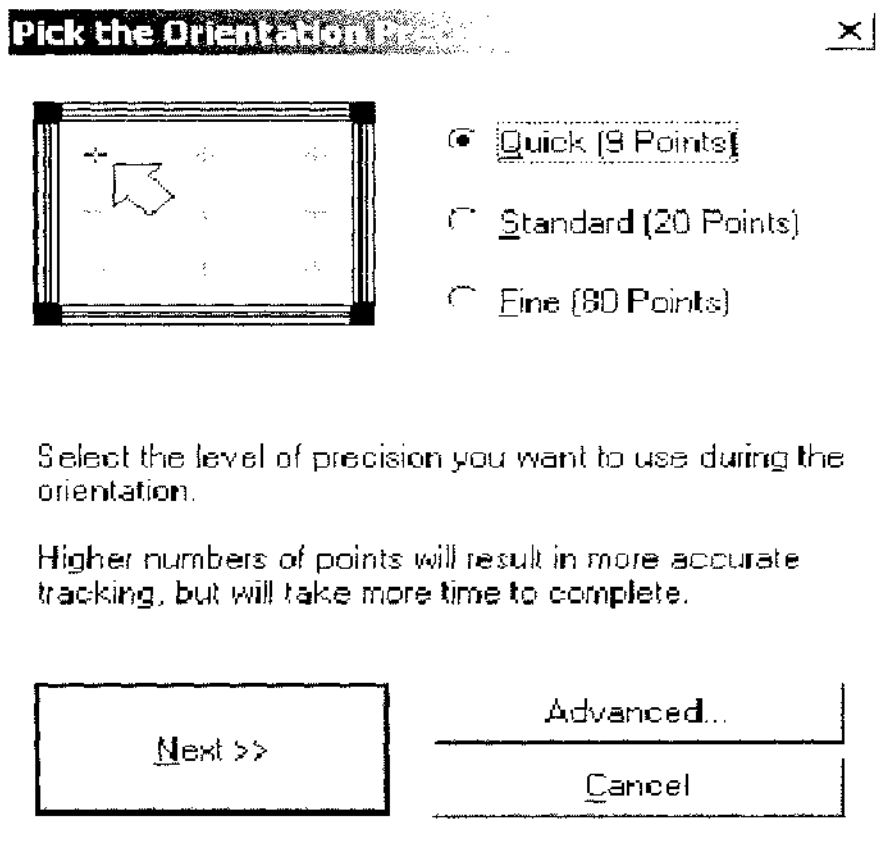 Pick the Orientation
Quick (9 Points)
Standard (20 Points)
Fine (80 Points)
Select the level of precision you want to use during the
orientation.
Higher numbers of points will result in more accurate
tracking, but will take more time to complete.
Next >>
Advanced...
Cancel